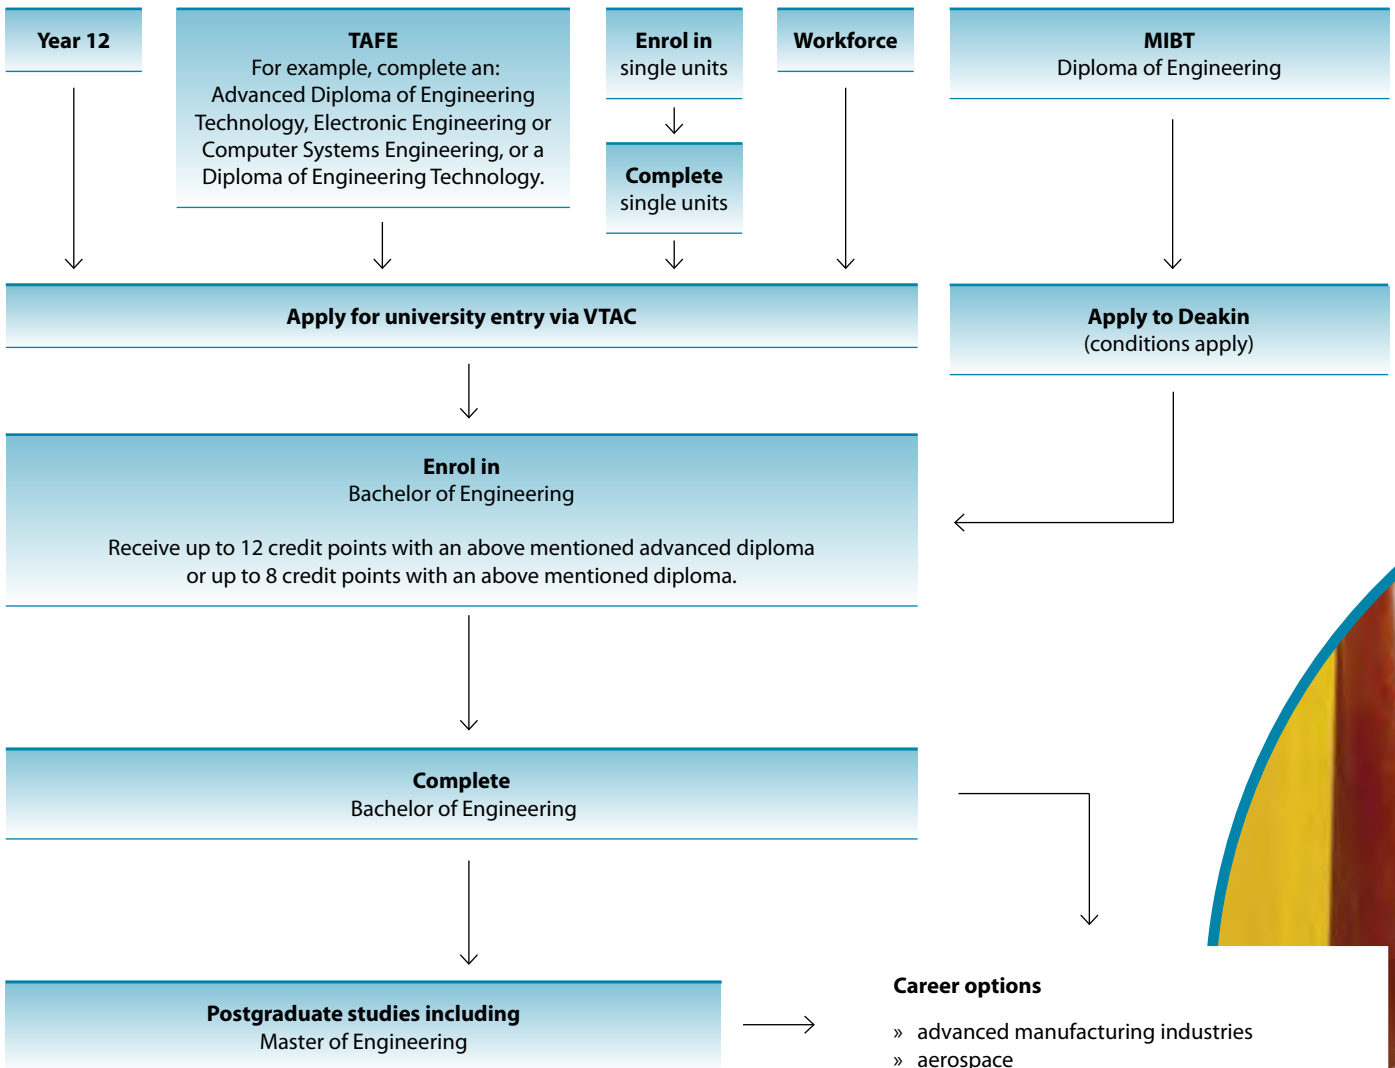 Year 12
TAFE
For example, complete an:
Advanced Diploma of Engineering
Technology, Electronic Engineering or
Computer Systems Engineering, or a
Diploma of Engineering Technology.
Enrol in
single units
Complete
single units
Workforce
MIBT
Diploma of Engineering
Apply for university entry via VTAC
Apply to Deakin
(conditions apply)
Enrol in
Bachelor of Engineering
Receive up to 12 credit points with an above mentioned advanced diploma
or up to 8 credit points with an above mentioned diploma.
Complete
Bachelor of Engineering
Postgraduate studies including
Master of Engineering
Career options
» advanced manufacturing industries
» aerospace